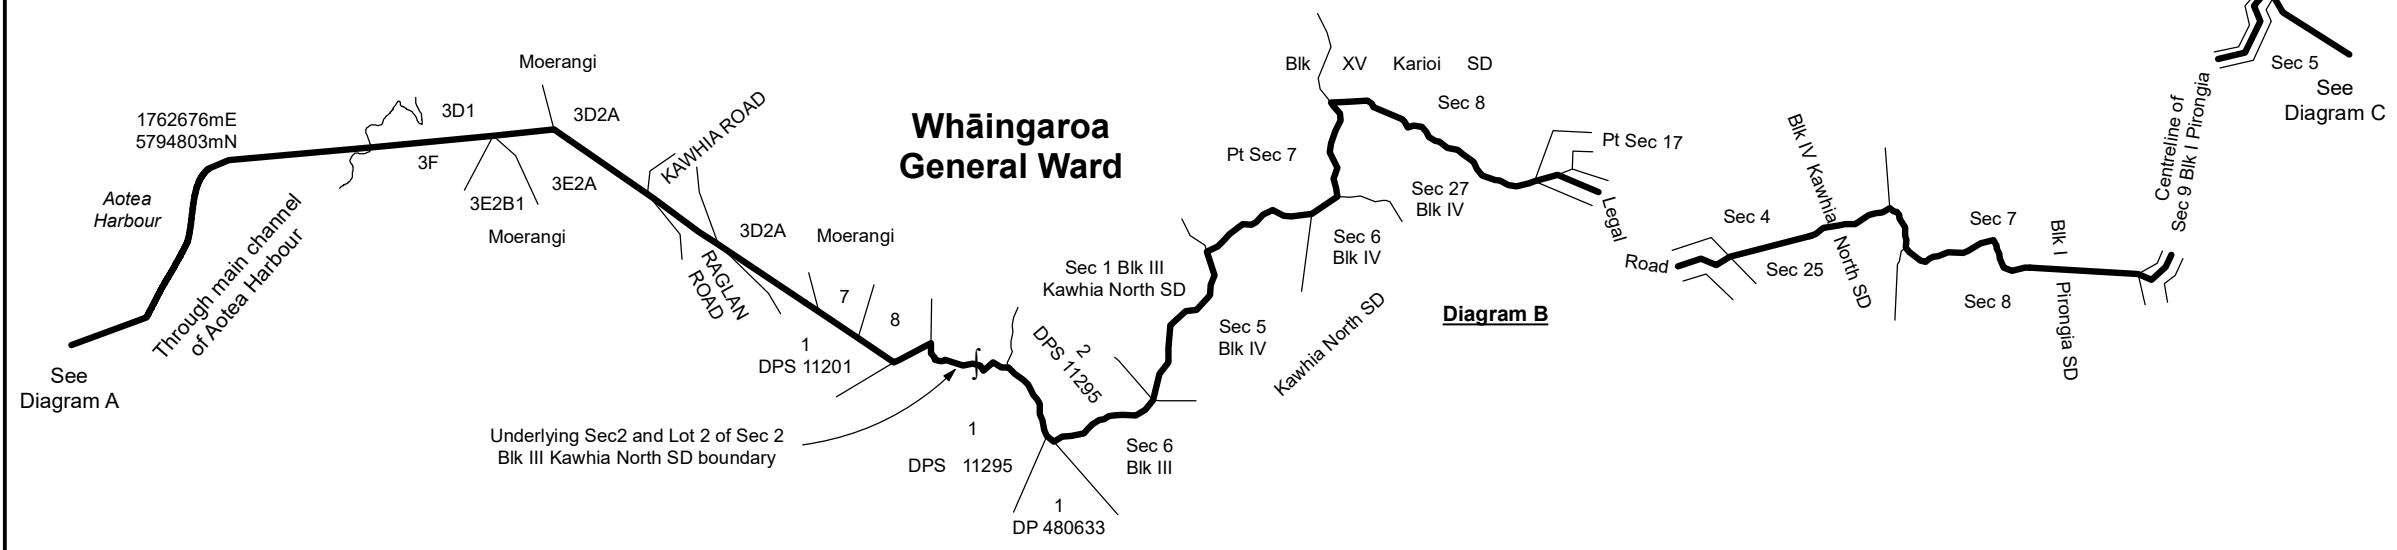 Moerangi
1762676mE
5794803mN
3D1
3D2A
3F
3E2A
3E2B1
Moerangi
Aotea
Harbour
Through main channel
of Aotea Harbour
See
Diagram A
KAWHIA ROAD
RAGLAN
ROAD
3D2A
Moerangi
7
8
1
DPS 11201
Whāingaroa
General Ward
Underlying Sec2 and Lot 2 of Sec 2
Blk III Kawhia North SD boundary
1
DPS 11295
1
DP 480633
2
DPS 11295
Sec 6
Blk III
Sec 1 Blk III
Kawhia North SD
Sec 5
Blk IV
Kawhia North SD
Blk XV Karioi SD
Sec 8
Pt Sec 7
Sec 27
Blk IV
Sec 6
Blk IV
Pt Sec 17
Legal
Road
Diagram B
Sec 4
Sec 25
Blk IV Kawhia
North SD
Sec 7
Sec 8
Blk I
Pirongia SD
Centreline of
Sec 9 Blk I Pirongia
Sec 5
See
Diagram C